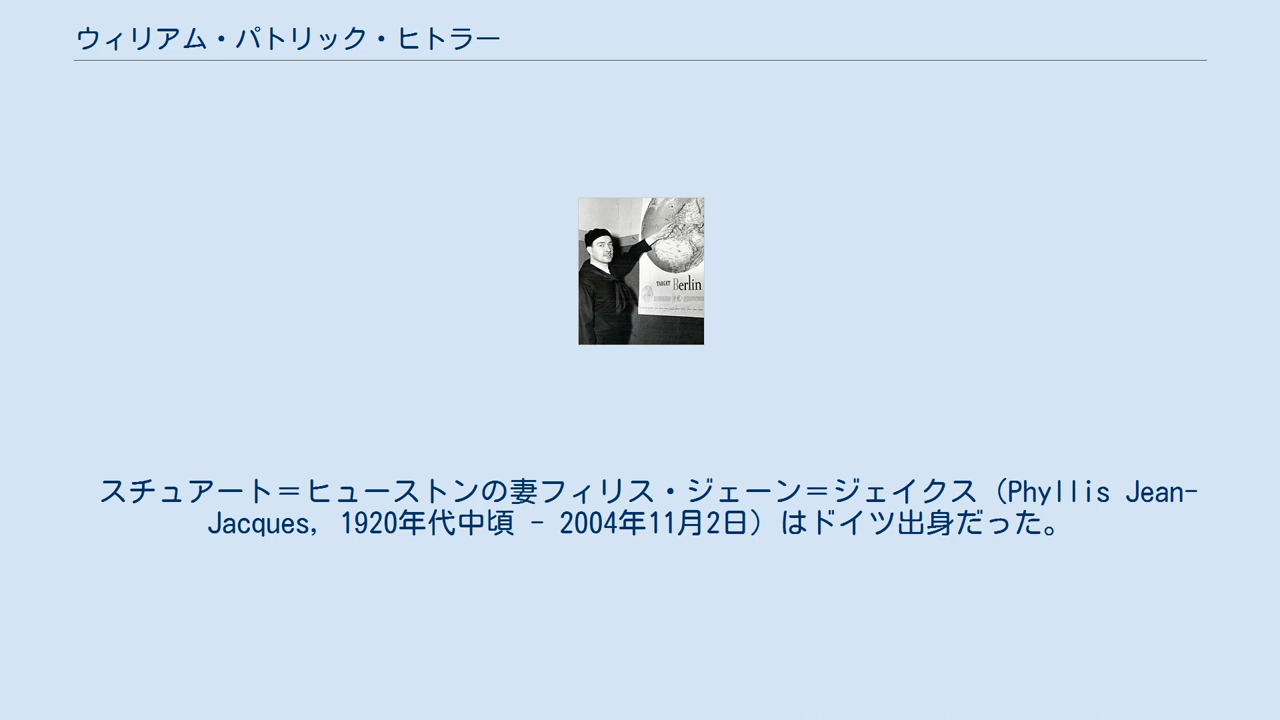 ウィリアム・パトリック・ヒトラー
TARGET Berlin
スチュアート＝ヒューストンの妻フィリス・ジェーン＝ジェイクス（Phyllis Jean-
Jacques, 1920年代中頃 - 2004年11月2日）はドイツ出身だった。